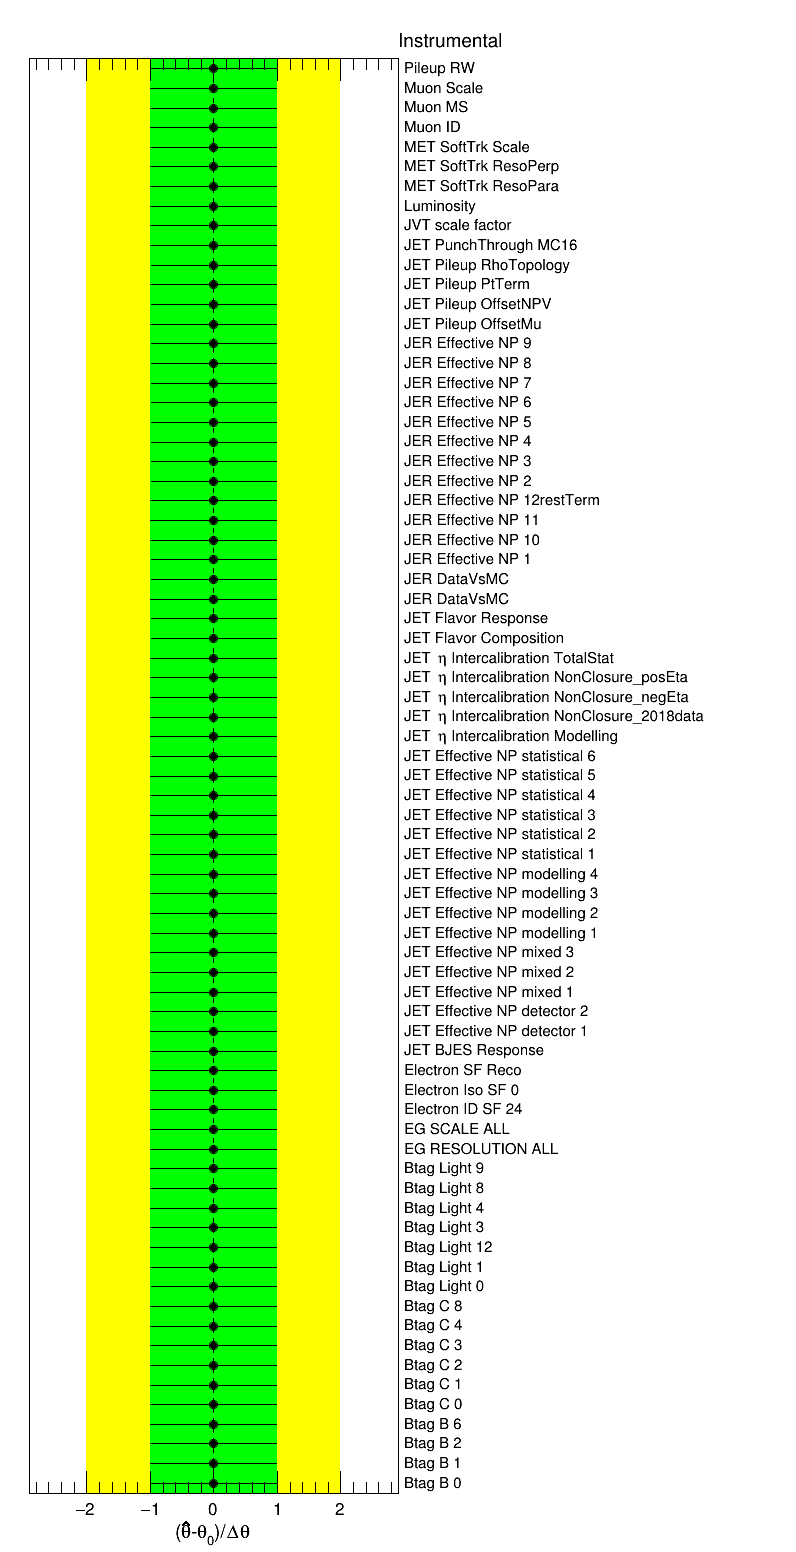 Instrumental
Pileup RW
Muon Scale
Muon MS
Muon ID
MET SoftTrk Scale
MET SoftTrk ResoPerp
MET SoftTrk ResoPara
Luminosity
JVT scale factor
JET PunchThrough MC16
JET Pileup RhoTopology
JET Pileup PtTerm
JET Pileup OffsetNPV
JET Pileup OffsetMu
JER Effective NP 9
JER Effective NP 8
JER Effective NP 7
JER Effective NP 6
JER Effective NP 5
JER Effective NP 4
JER Effective NP 3
JER Effective NP 2
JER Effective NP 12restTerm
JER Effective NP 11
JER Effective NP 10
JER Effective NP 1
JER DataVsMC
JER DataVsMC
JET Flavor Response
JET Flavor Composition
JET η Intercalibration TotalStat
JET η Intercalibration NonClosure_posEta
JET η Intercalibration NonClosure_negEta
JET η Intercalibration NonClosure_2018data
JET η Intercalibration Modelling
JET Effective NP statistical 6
JET Effective NP statistical 5
JET Effective NP statistical 4
JET Effective NP statistical 3
JET Effective NP statistical 2
JET Effective NP statistical 1
JET Effective NP modelling 4
JET Effective NP modelling 3
JET Effective NP modelling 2
JET Effective NP modelling 1
JET Effective NP mixed 3
JET Effective NP mixed 2
JET Effective NP mixed 1
JET Effective NP detector 2
JET Effective NP detector 1
JET BJES Response
Electron SF Reco
Electron Iso SF 0
Electron ID SF 24
EG SCALE ALL
EG RESOLUTION ALL
Btag Light 9
Btag Light 8
Btag Light 4
Btag Light 3
Btag Light 12
Btag Light 1
Btag Light 0
Btag C 8
Btag C 4
Btag C 3
Btag C 2
Btag C 1
Btag C 0
Btag B 6
Btag B 2
Btag B 1
Btag B 0
−2 −1 0 1 2
(θ̂-θ₀)/Δθ